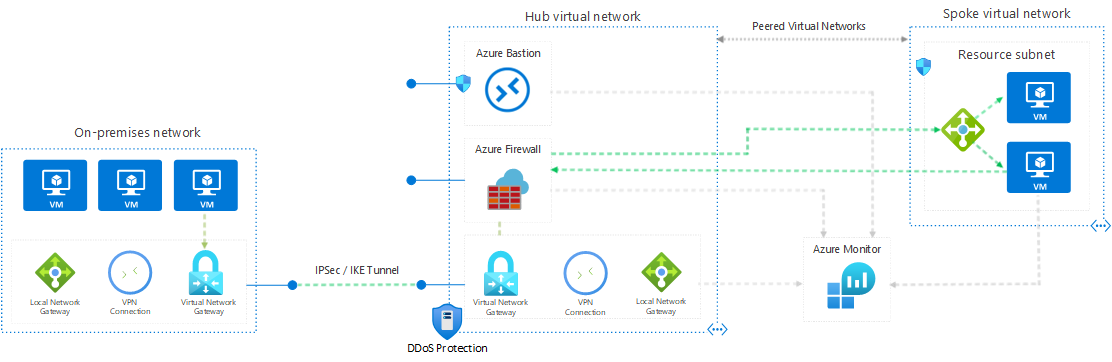 Hub virtual network
Peered Virtual Networks
Spoke virtual network
Azure Bastion
Resource subnet
VM
VM
On-premises network
VM
VM
VM
Azure Firewall
Local Network
Gateway
VPN
Connection
Virtual Network
Gateway
IPSec / IKE Tunnel
Virtual Network
Gateway
VPN
Connection
Local Network
Gateway
Azure Monitor
DDoS Protection